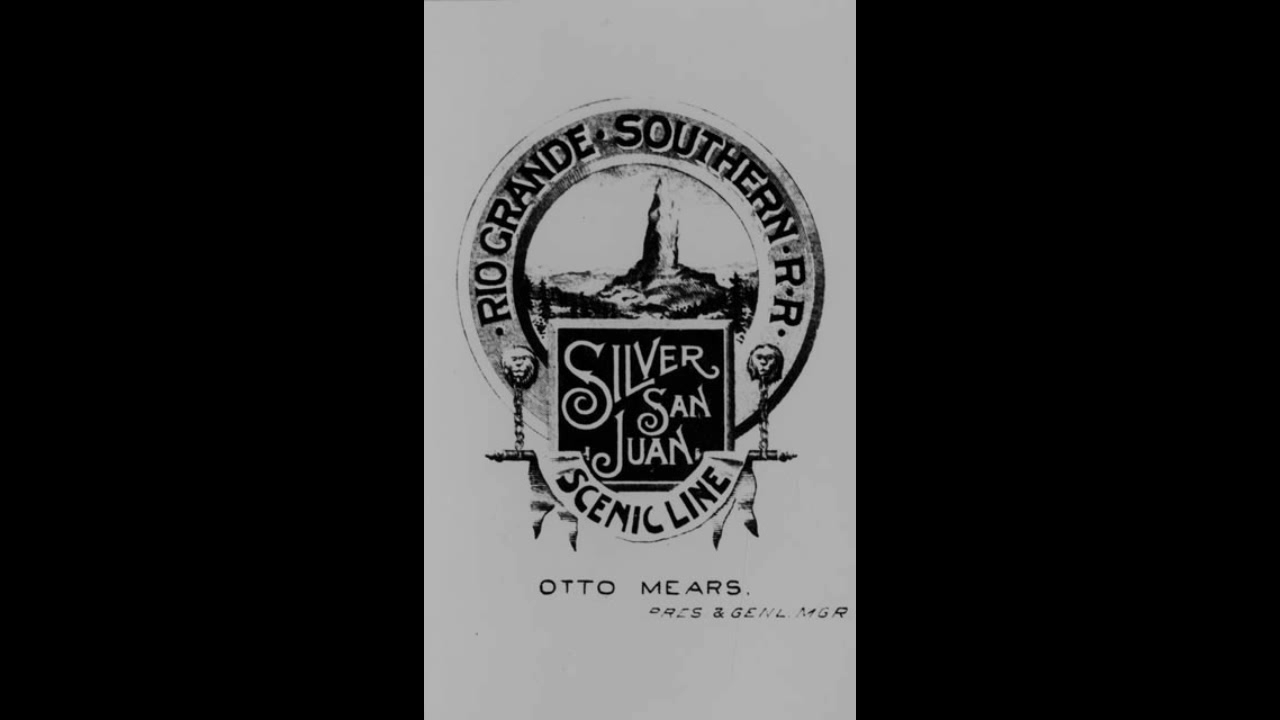 RIO GRANDE · SOUTHERN · R · R ·
SILVER
SAN
JUAN
SCENIC LINE
OTTO MEARS.
PRES & GENL. MGR